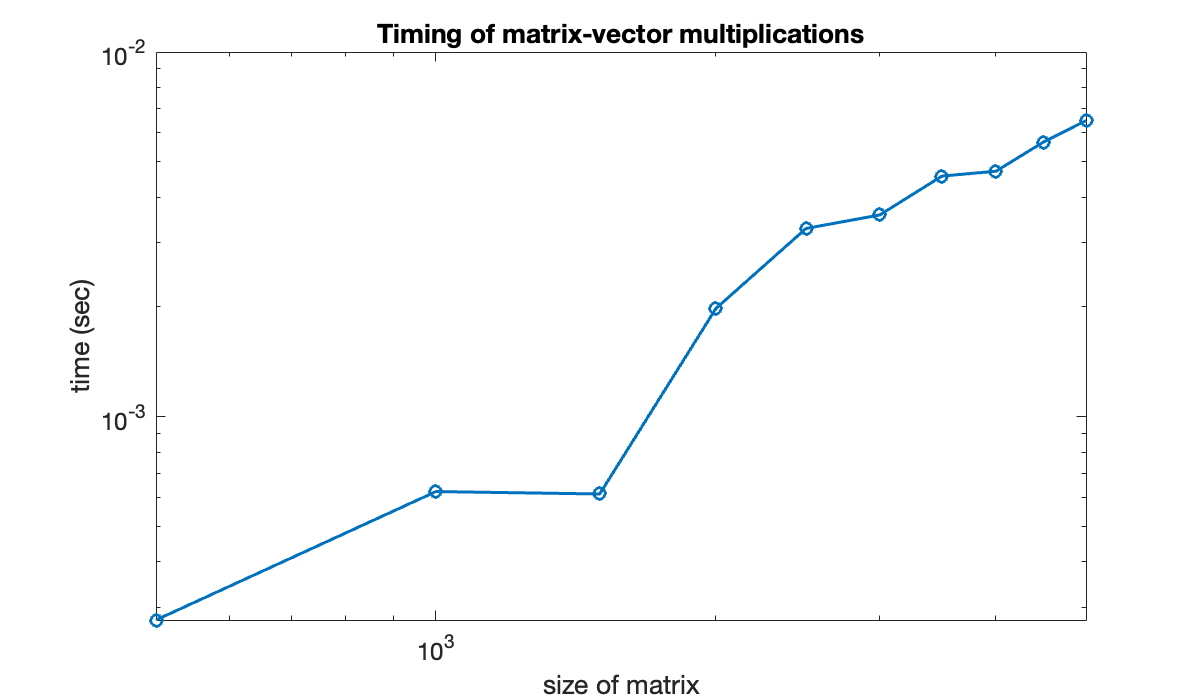 Timing of matrix-vector multiplications
10^-2
time (sec)
10^-3
10^3
size of matrix